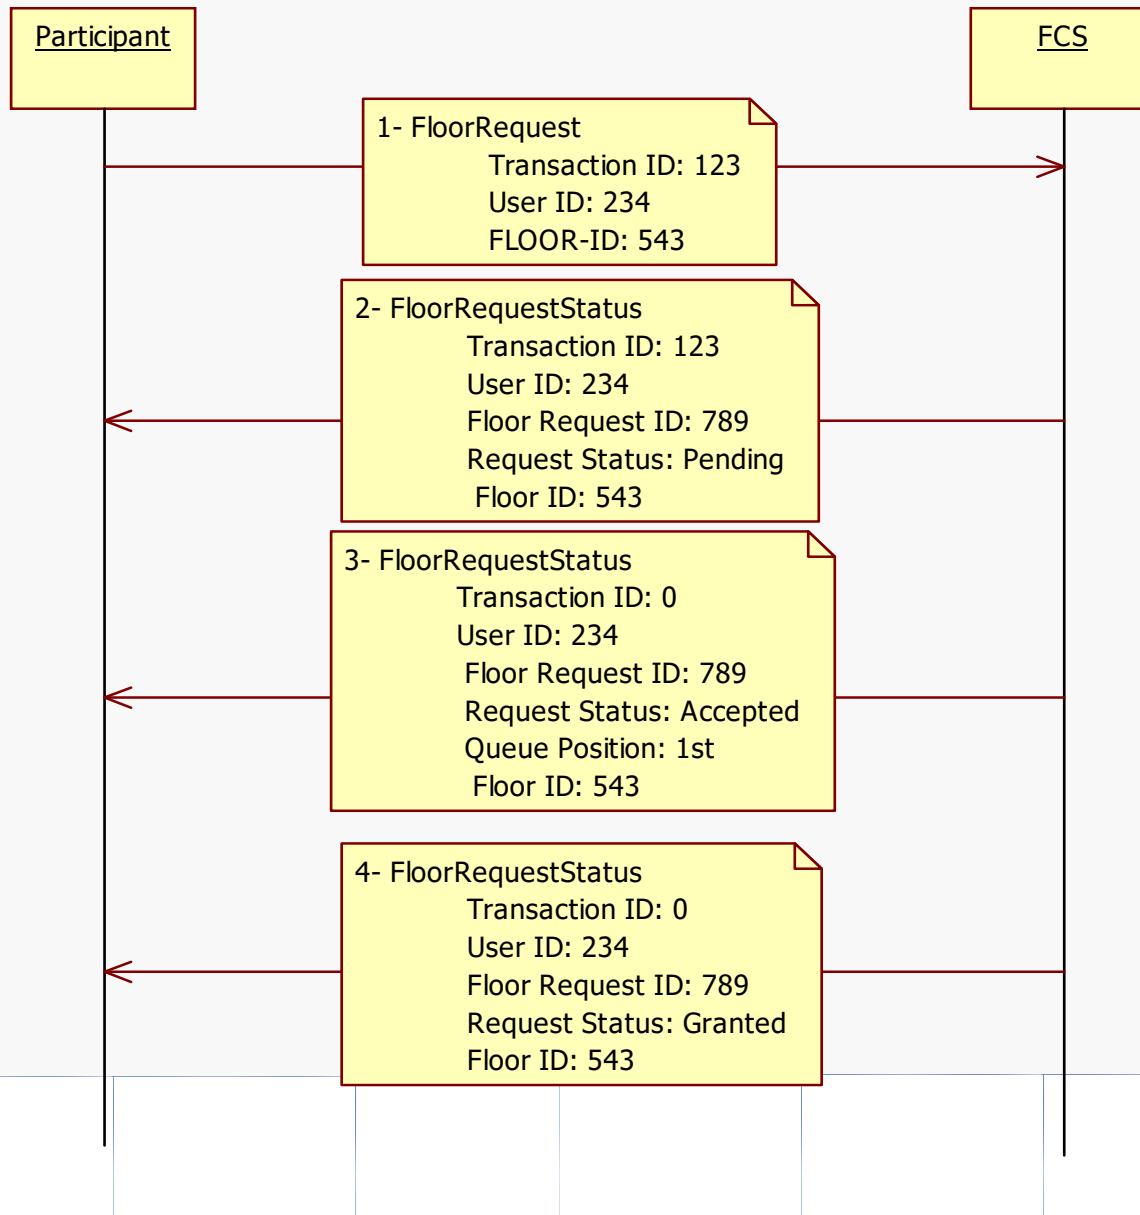 Participant
FCS
1- FloorRequest
Transaction ID: 123
User ID: 234
FLOOR-ID: 543
2- FloorRequestStatus
Transaction ID: 123
User ID: 234
Floor Request ID: 789
Request Status: Pending
Floor ID: 543
3- FloorRequestStatus
Transaction ID: 0
User ID: 234
Floor Request ID: 789
Request Status: Accepted
Queue Position: 1st
Floor ID: 543
4- FloorRequestStatus
Transaction ID: 0
User ID: 234
Floor Request ID: 789
Request Status: Granted
Floor ID: 543